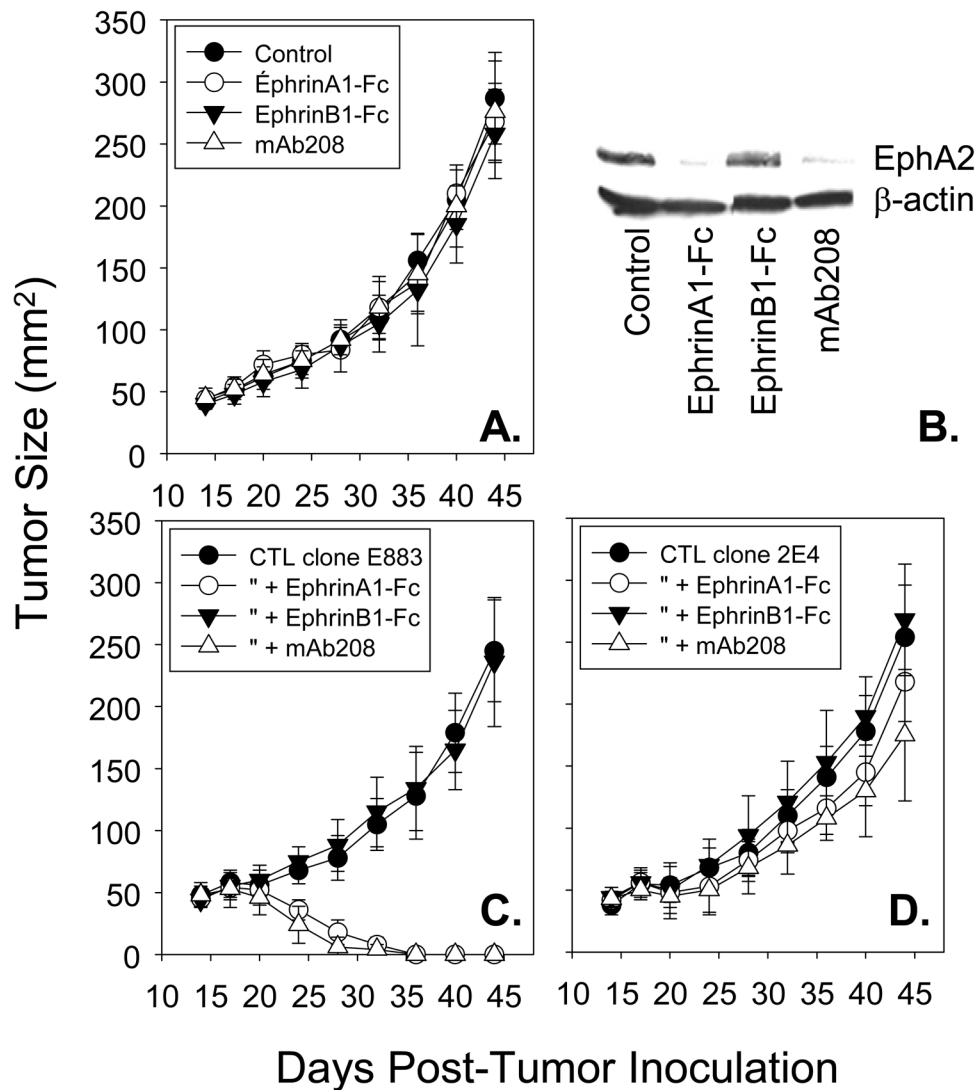 Tumor Size (mm²)
350
300
250
200
150
100
50
0
Control
ÉphrinA1-Fc
EphrinB1-Fc
mAb208
A.
10 15 20 25 30 35 40 45
EphA2
β-actin
Control
EphrinA1-Fc
EphrinB1-Fc
mAb208
B.
350
300
250
200
150
100
50
0
CTL clone E883
" + EphrinA1-Fc
" + EphrinB1-Fc
" + mAb208
C.
10 15 20 25 30 35 40 45
CTL clone 2E4
" + EphrinA1-Fc
" + EphrinB1-Fc
" + mAb208
D.
10 15 20 25 30 35 40 45
Days Post-Tumor Inoculation